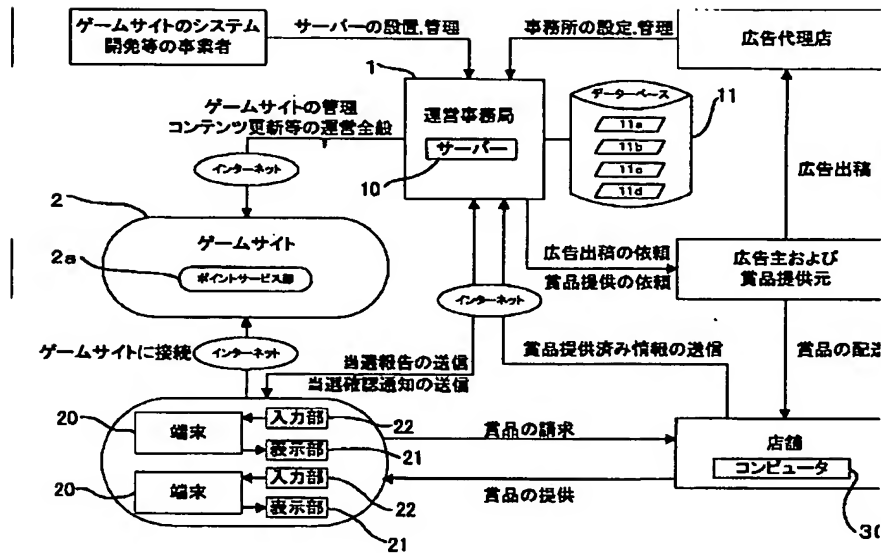 ゲームサイトのシステム
開発等の事業者
サーバーの設置.管理
事務所の設定.管理
広告代理店
1
運営事務局
サーバー
10
データーベース
11
11a
11b
11c
11d
ゲームサイトの管理
コンテンツ更新等の運営全般
インターネット
広告出稿
2
ゲームサイト
2a
ポイントサービス部
広告出稿の依頼
賞品提供の依頼
広告主および
賞品提供元
インターネット
ゲームサイトに接続
インターネット
当選報告の送信
当選確認通知の送信
賞品提供済み情報の送信
賞品の配送
20
端末
入力部
22
表示部
21
賞品の請求
店舗
コンピュータ
30
20
端末
入力部
22
表示部
21
賞品の提供